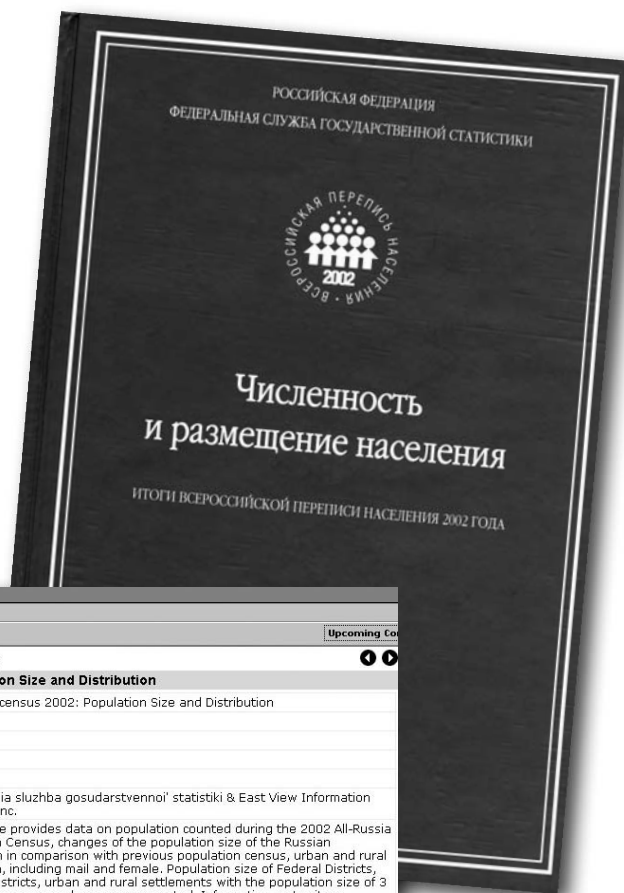 РОССИЙСКАЯ ФЕДЕРАЦИЯ
ФЕДЕРАЛЬНАЯ СЛУЖБА ГОСУДАРСТВЕННОЙ СТАТИСТИКИ
ВСЕРОССИЙСКАЯ ПЕРЕПИСЬ НАСЕЛЕНИЯ •
2002
Численность
и размещение населения
ИТОГИ ВСЕРОССИЙСКОЙ ПЕРЕПИСИ НАСЕЛЕНИЯ 2002 ГОДА
Upcoming
on Size and Distribution
census 2002: Population Size and Distribution
ia sluzhba gosudarstvennoi' statistiki & East View Information
nc.
e provides data on population counted during the 2002 All-Russia
Census, changes of the population size of the Russian
n in comparison with previous population census, urban and rural
n, including mail and female. Population size of Federal Districts,
stricts, urban and rural settlements with the population size of 3